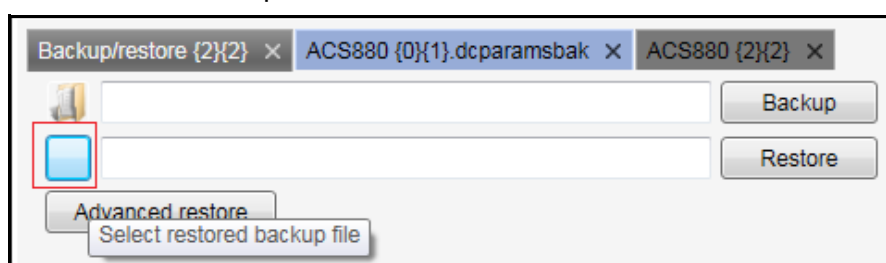 Backup/restore {2}{2} × ACS880 {0}{1}.dcparamsbak × ACS880 {2}{2} ×
Backup
Restore
Advanced restore
Select restored backup file